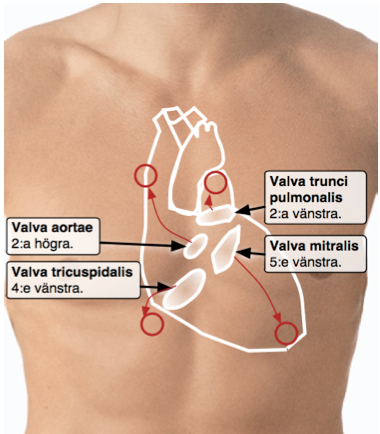 Valva trunci
pulmonalis
2:a vänstra.
Valva aortae
2:a högra.
Valva mitralis
5:e vänstra.
Valva tricuspidalis
4:e vänstra.